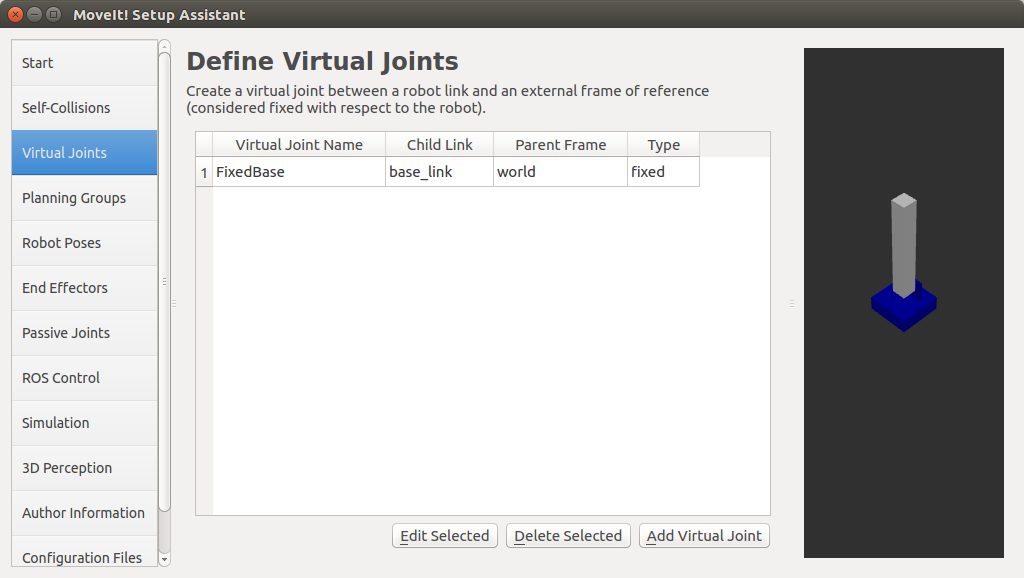 MoveIt! Setup Assistant
Start
Self-Collisions
Virtual Joints
Planning Groups
Robot Poses
End Effectors
Passive Joints
ROS Control
Simulation
3D Perception
Author Information
Configuration Files
Define Virtual Joints
Create a virtual joint between a robot link and an external frame of reference
(considered fixed with respect to the robot).
Virtual Joint Name Child Link Parent Frame Type
1 FixedBase base_link world fixed
Edit Selected Delete Selected Add Virtual Joint